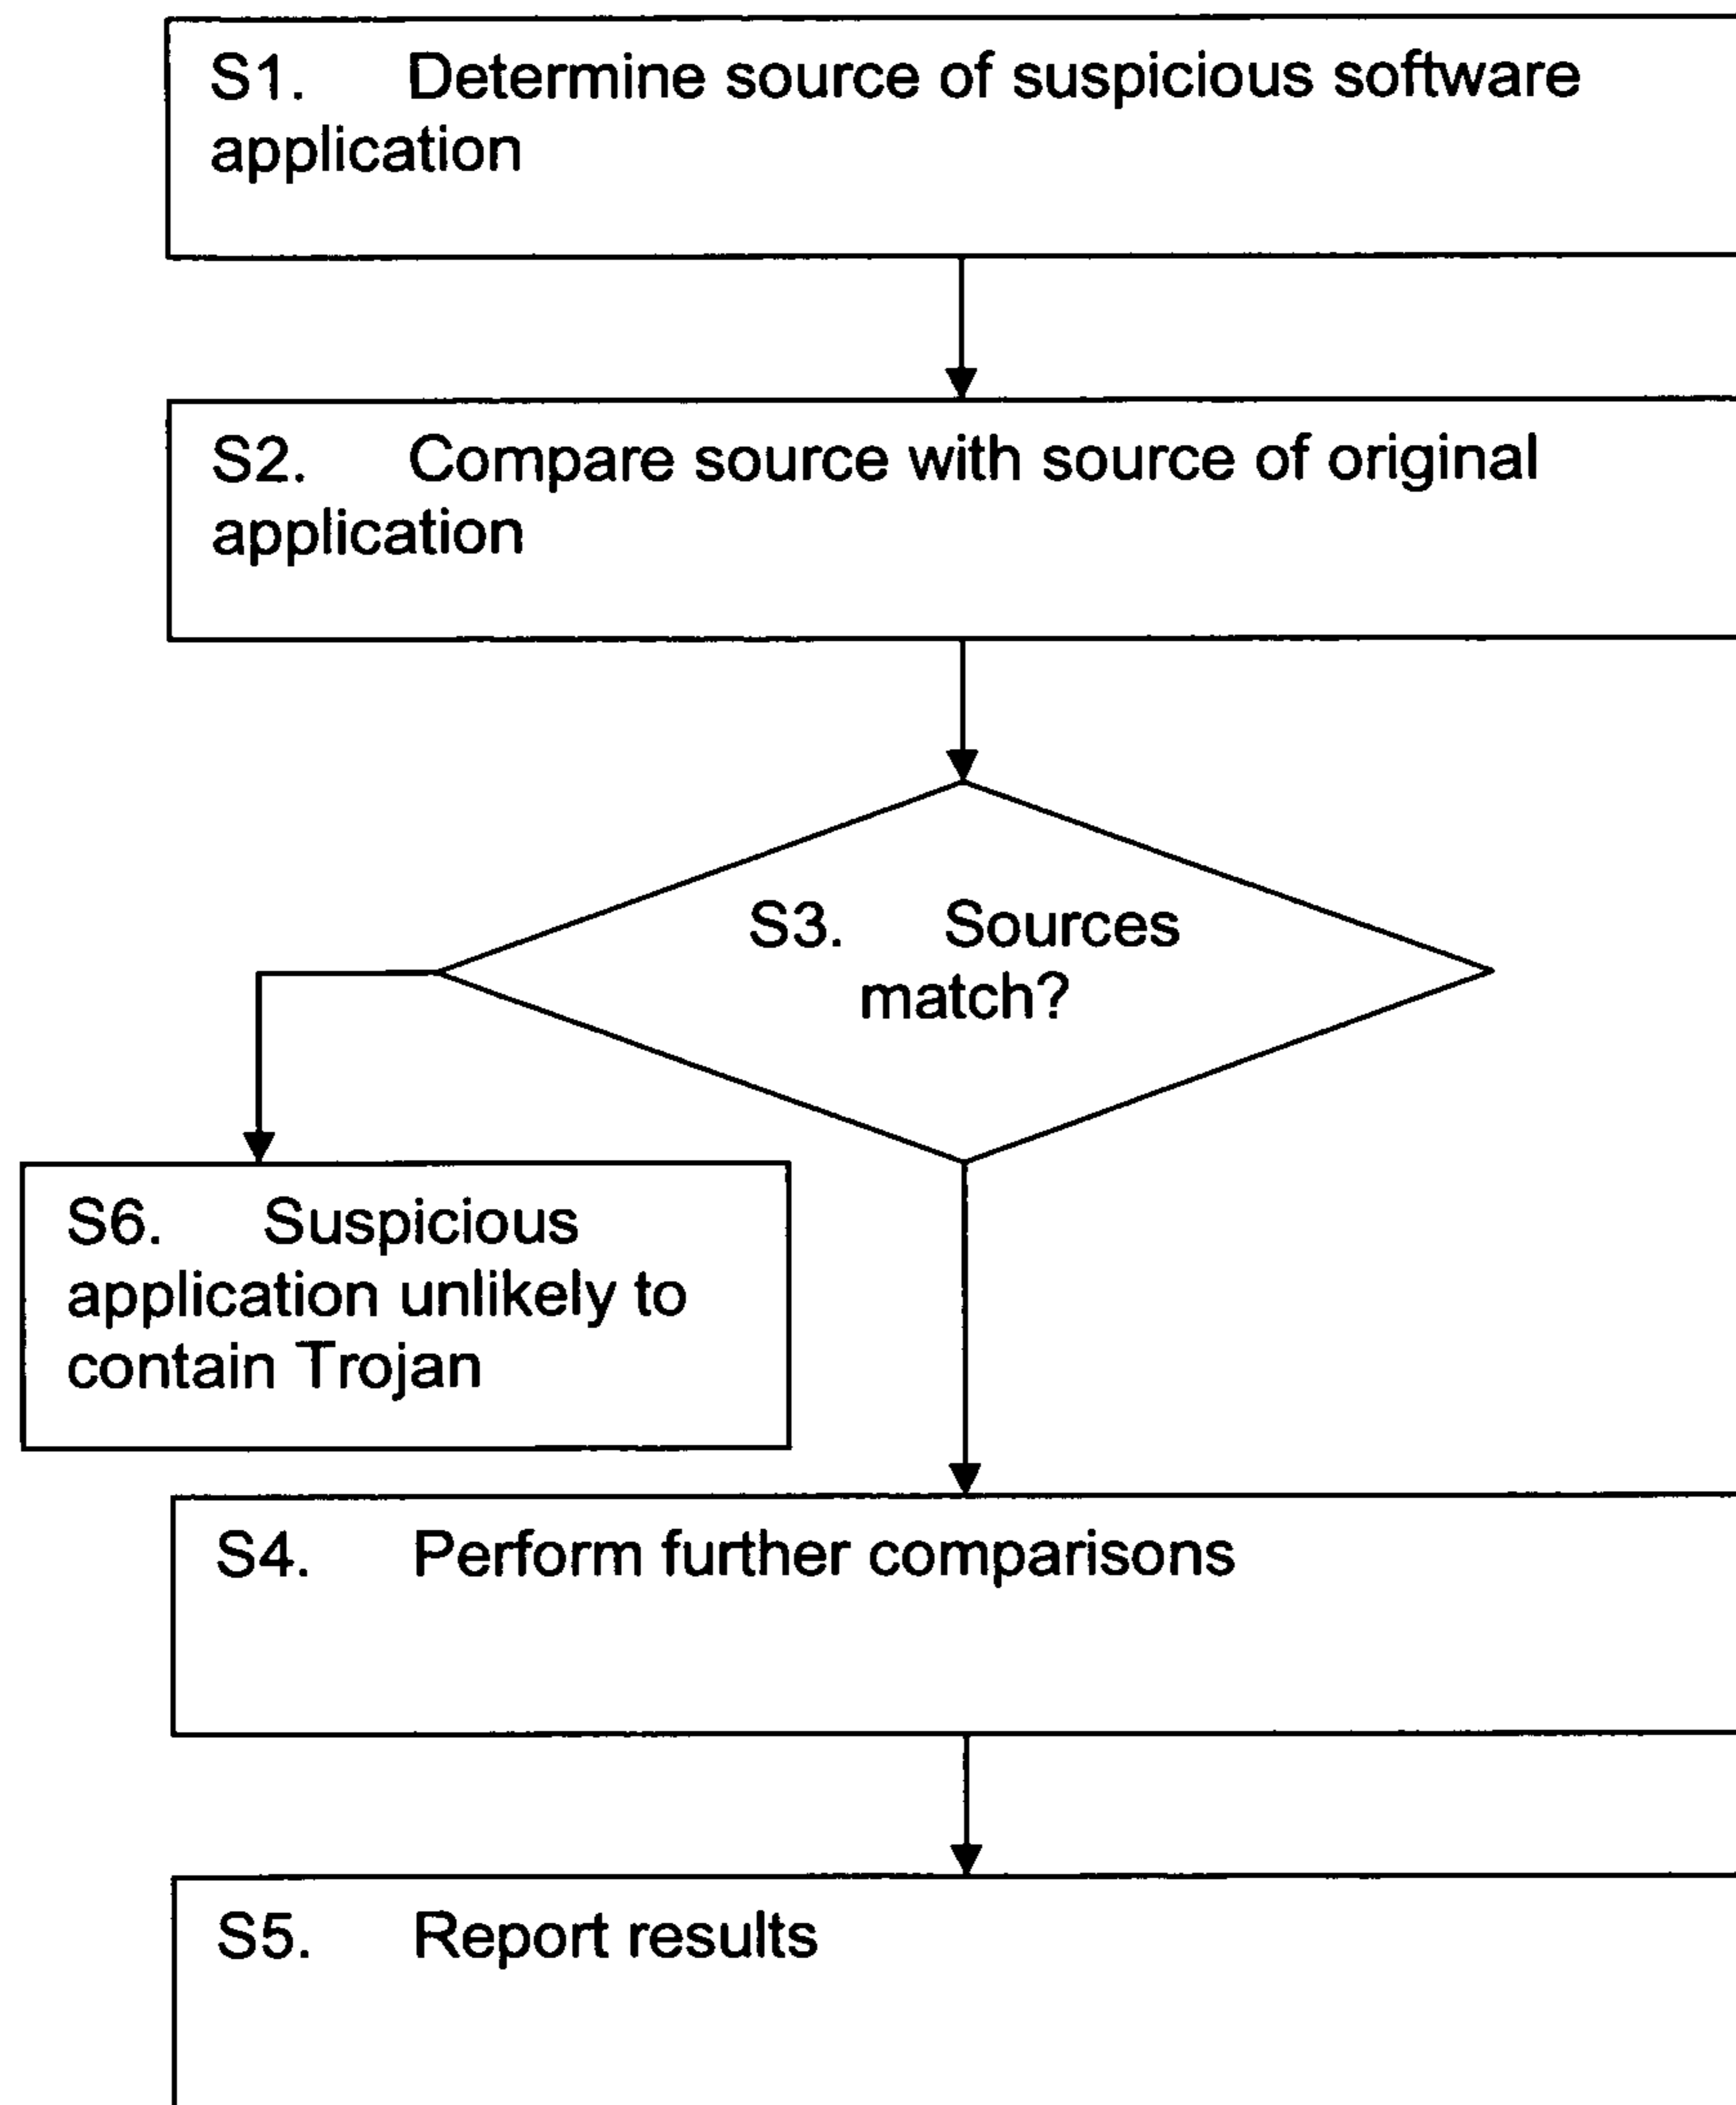 S1. Determine source of suspicious software
application
S2. Compare source with source of original
application
S3. Sources
match?
S6. Suspicious
application unlikely to
contain Trojan
S4. Perform further comparisons
S5. Report results